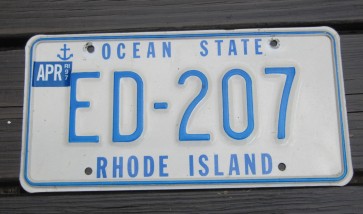 OCEAN STATE
APR
ED-207
RHODE ISLAND